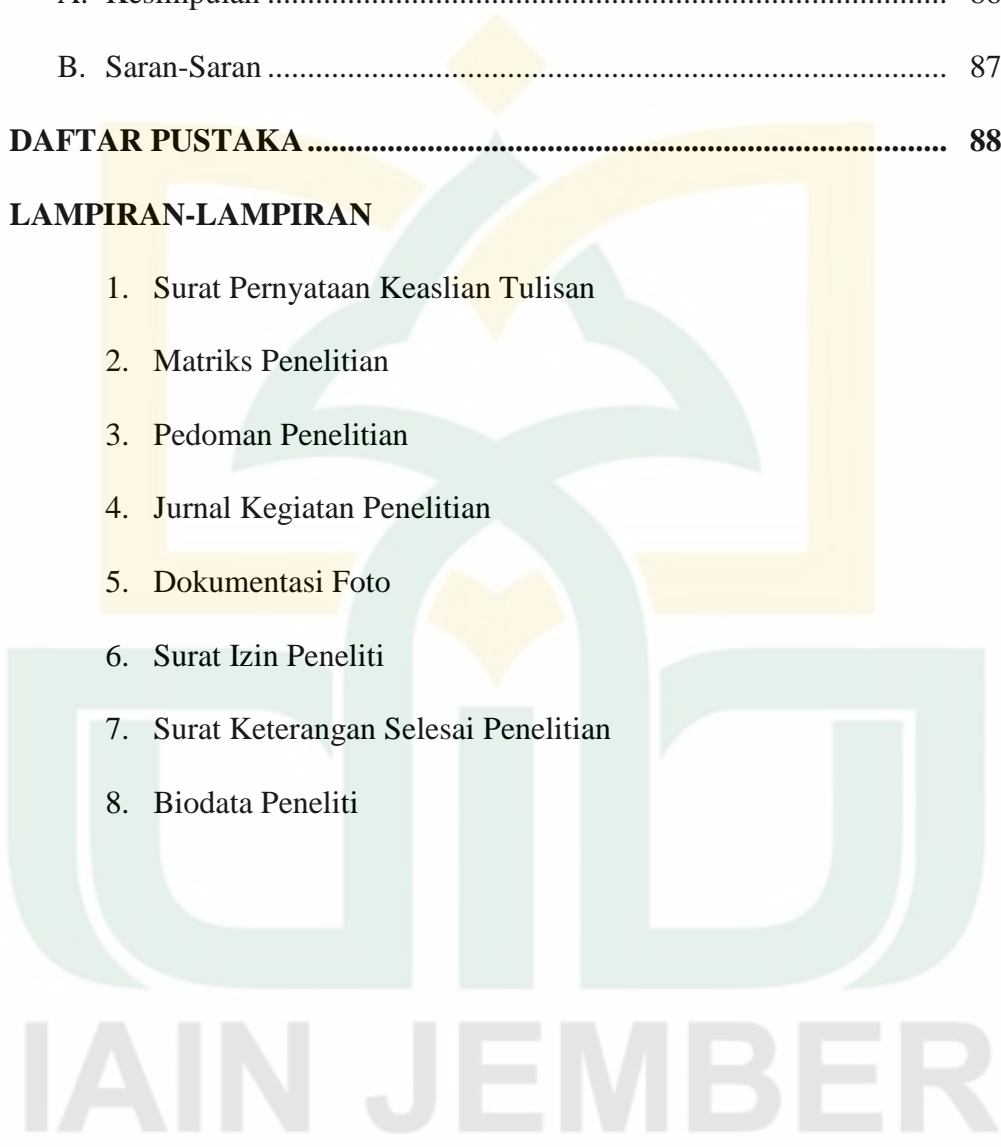 B. Saran-Saran ....................................................................... 87
DAFTAR PUSTAKA ................................................................... 88
LAMPIRAN-LAMPIRAN
1. Surat Pernyataan Keaslian Tulisan
2. Matriks Penelitian
3. Pedoman Penelitian
4. Jurnal Kegiatan Penelitian
5. Dokumentasi Foto
6. Surat Izin Peneliti
7. Surat Keterangan Selesai Penelitian
8. Biodata Peneliti
IAIN JEMBER